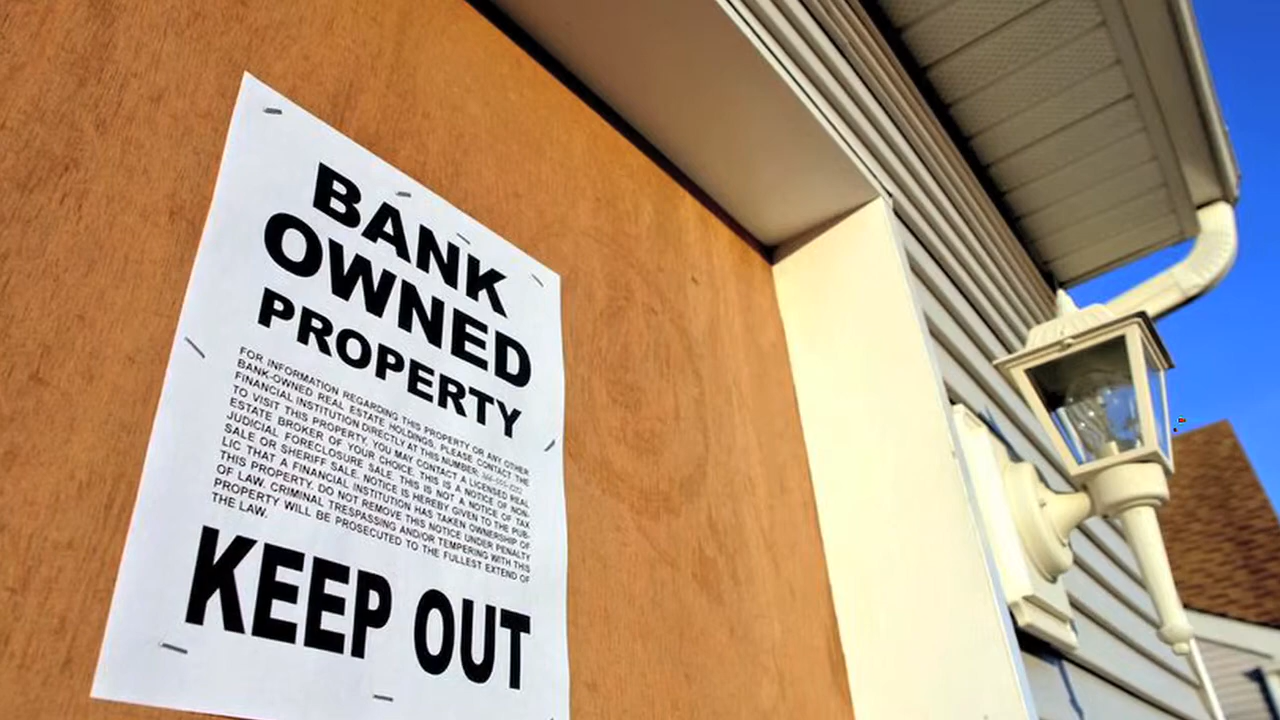 BANK
OWNED
PROPERTY
FOR INFORMATION REGARDING THIS PROPERTY OR ANY OTHER
BANK-OWNED REAL ESTATE HOLDINGS, PLEASE CONTACT THE
FINANCIAL INSTITUTION DIRECTLY AT THIS NUMBER:
TO VISIT THIS PROPERTY, YOU MAY CONTACT A LICENSED REAL
ESTATE BROKER OF YOUR CHOICE. THIS IS A NOTICE OF NON-
JUDICIAL FORECLOSURE SALE. THIS IS NOT A NOTICE OF TAX
SALE OR SHERIFF SALE. NOTICE IS HEREBY GIVEN TO THE PUB-
LIC THAT A FINANCIAL INSTITUTION HAS TAKEN OWNERSHIP OF
THIS PROPERTY. DO NOT REMOVE THIS NOTICE UNDER PENALTY
OF LAW. CRIMINAL TRESPASSING AND/OR TEMPERING WITH THIS
PROPERTY WILL BE PROSECUTED TO THE FULLEST EXTEND OF
THE LAW.
KEEP OUT